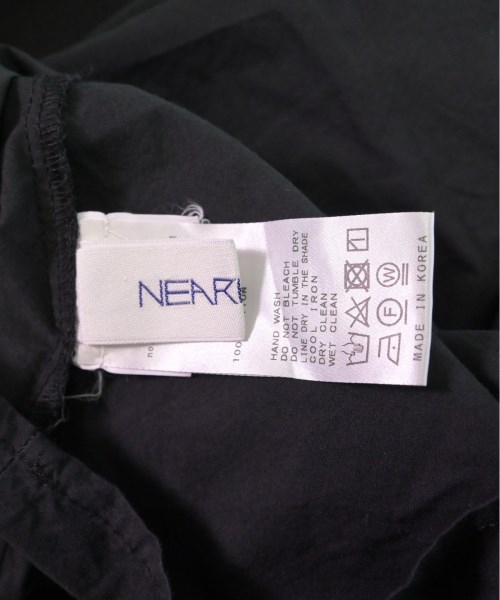 NEAR
100
HAND WASH
DO NOT BLEACH
DO NOT TUMBLE DRY
LINE DRY IN THE SHADE
COOL IRON
DRY CLEAN
WET CLEAN
F W
MADE IN KOREA